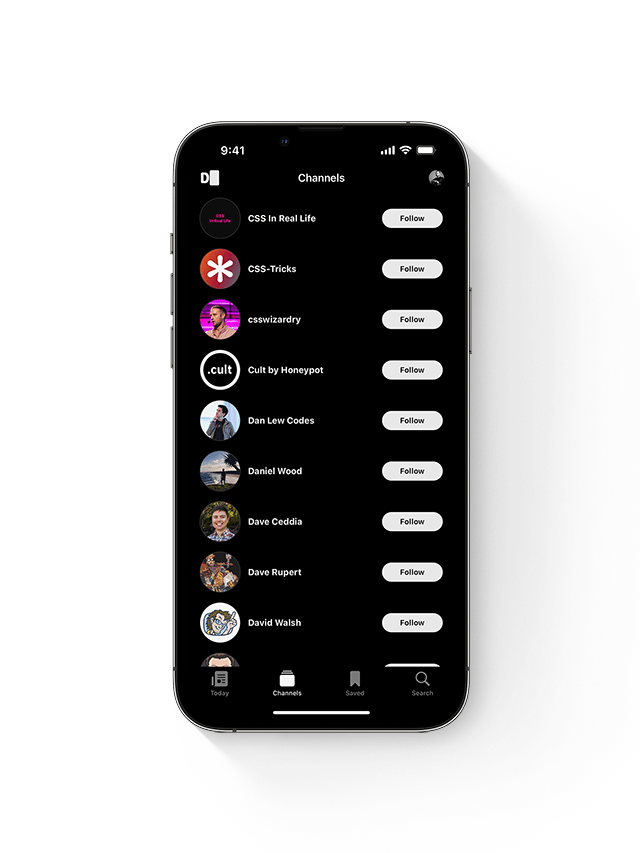 9:41
D
Channels
CSS
In Real Life
CSS In Real Life
Follow
CSS-Tricks
Follow
csswizardry
Follow
.cult
Cult by Honeypot
Follow
Dan Lew Codes
Follow
Daniel Wood
Follow
Dave Ceddia
Follow
Dave Rupert
Follow
David Walsh
Follow
Today
Channels
Saved
Search